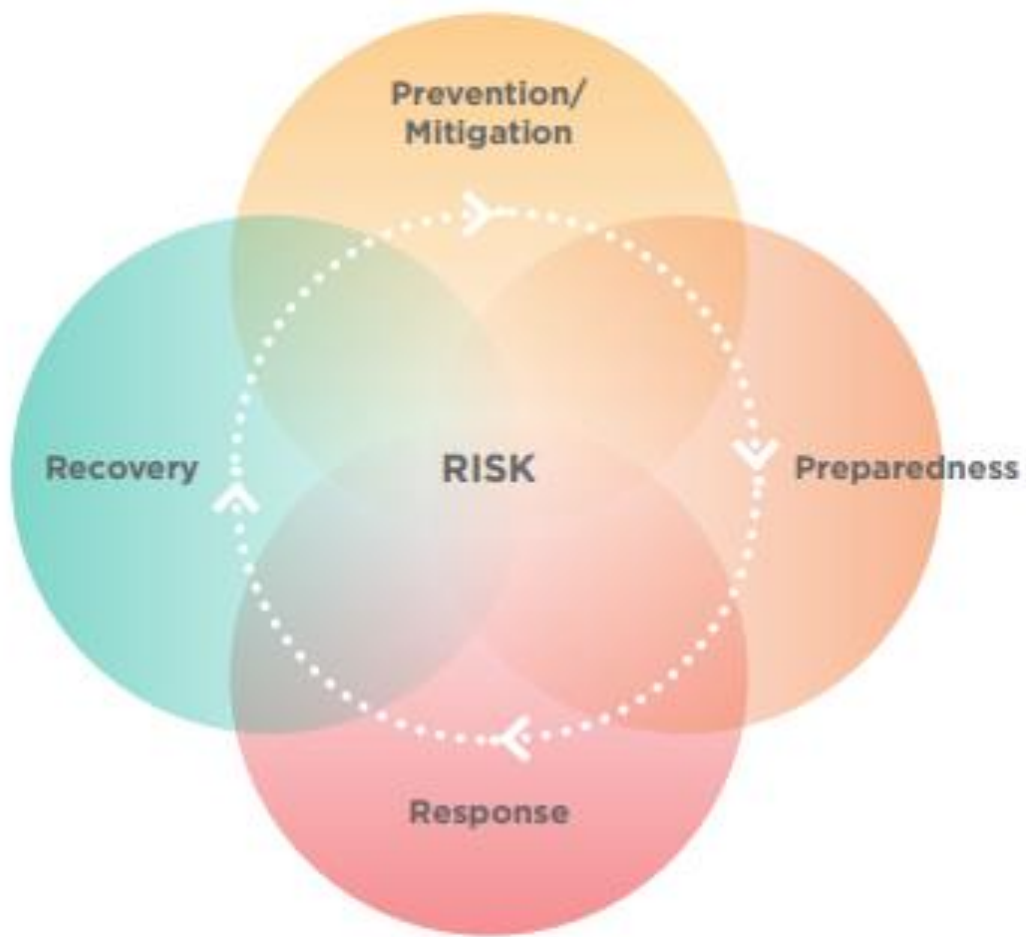 Prevention/
Mitigation
Recovery
RISK
Preparedness
Response